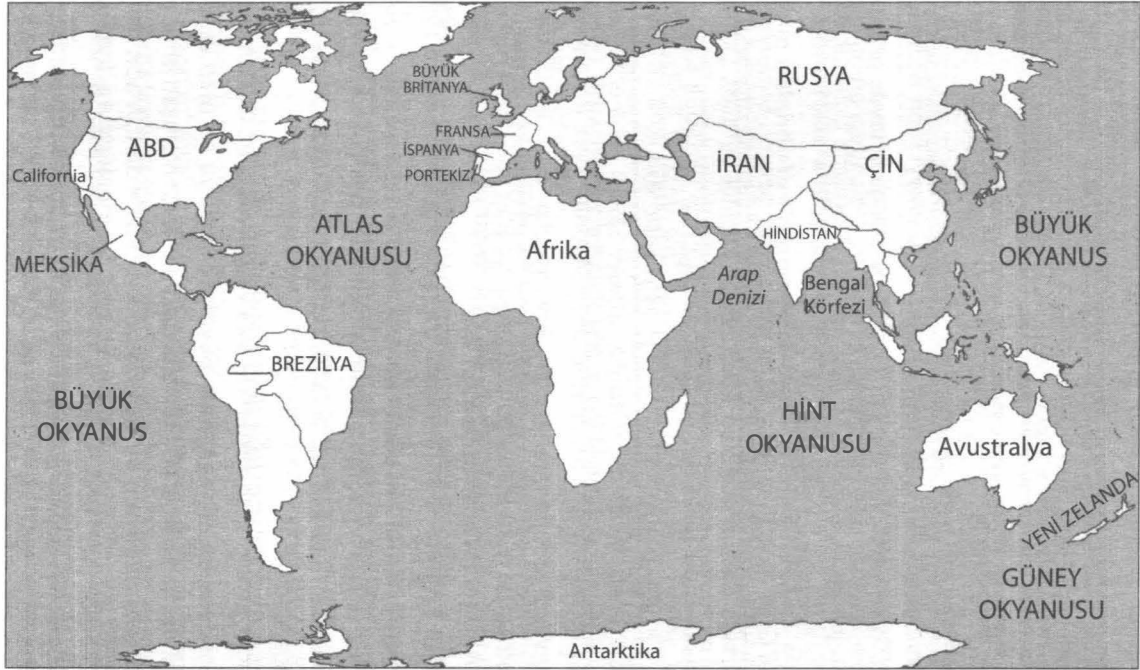 BÜYÜK
BRİTANYA
RUSYA
FRANSA
ABD
İSPANYA
İRAN
ÇİN
California
PORTEKİZ
ATLAS
OKYANUSU
Afrika
HİNDİSTAN
BÜYÜK
OKYANUS
MEKSİKA
Arap
Denizi
Bengal
Körfezi
BREZİLYA
BÜYÜK
OKYANUS
HİNT
OKYANUSU
Avustralya
YENİ ZELANDA
GÜNEY
OKYANUSU
Antarktika